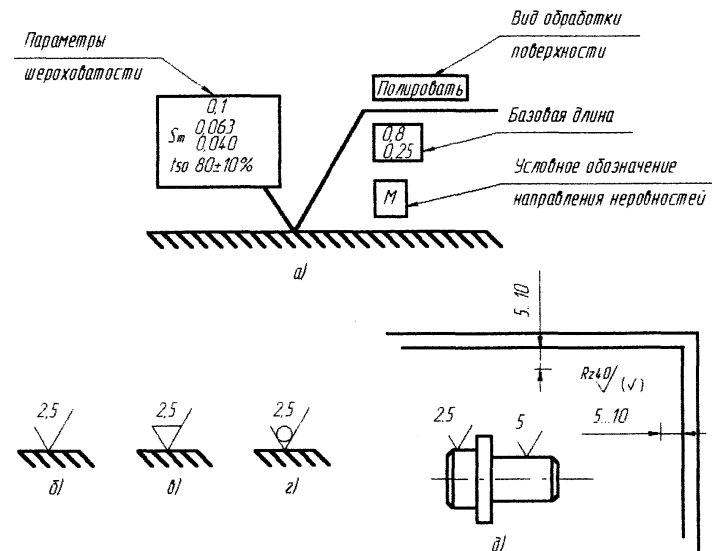 Параметры
шероховатости
0,1
Sm 0,063
0,040
t50 80±10%
Вид обработки
поверхности
Полировать
Базовая длина
0,8
0,25
Условное обозначение
направления неровностей
М
а)
5...10
Rz40 (√)
5...10
2,5
2,5
2,5
2.5
5
б)
в)
г)
д)